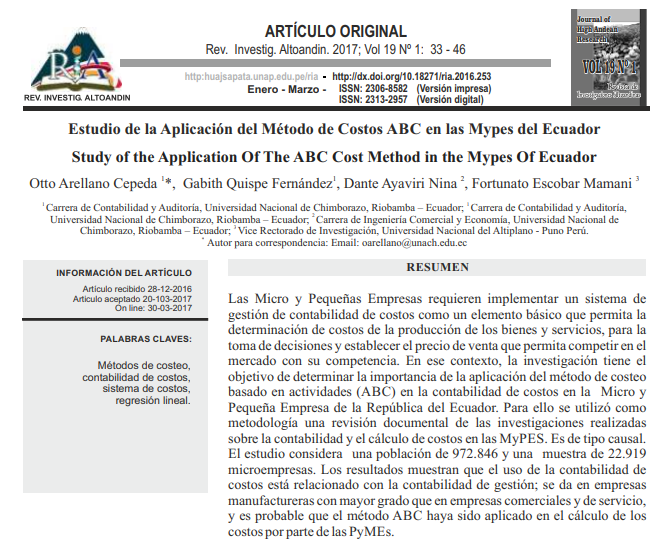 ARTÍCULO ORIGINAL
Rev. Investig. Altoandin. 2017; Vol 19 Nº 1: 33 - 46
http:huajsapata.unap.edu.pe/ria - http://dx.doi.org/10.18271/ria.2016.253
Enero - Marzo - ISSN: 2306-8582 (Versión impresa)
ISSN: 2313-2957 (Versión digital)
RIA
REV. INVESTIG. ALTOANDIN
Journal of
High Andean
Research
VOL 19 Nº 1
Revista de
Investigaciones Altoandinas
Estudio de la Aplicación del Método de Costos ABC en las Mypes del Ecuador
Study of the Application Of The ABC Cost Method in the Mypes Of Ecuador
Otto Arellano Cepeda ¹*, Gabith Quispe Fernández¹, Dante Ayaviri Nina ², Fortunato Escobar Mamani ³
¹ Carrera de Contabilidad y Auditoría, Universidad Nacional de Chimborazo, Riobamba – Ecuador; ¹ Carrera de Contabilidad y Auditoría,
Universidad Nacional de Chimborazo, Riobamba – Ecuador; ² Carrera de Ingeniería Comercial y Economía, Universidad Nacional de
Chimborazo, Riobamba – Ecuador; ³ Vice Rectorado de Investigación, Universidad Nacional del Altiplano - Puno Perú.
* Autor para correspondencia: Email: oarellano@unach.edu.ec
INFORMACIÓN DEL ARTÍCULO
Artículo recibido 28-12-2016
Articulo aceptado 20-103-2017
On line: 30-03-2017
PALABRAS CLAVES:
Métodos de costeo,
contabilidad de costos,
sistema de costos,
regresión lineal.
RESUMEN
Las Micro y Pequeñas Empresas requieren implementar un sistema de
gestión de contabilidad de costos como un elemento básico que permita la
determinación de costos de la producción de los bienes y servicios, para la
toma de decisiones y establecer el precio de venta que permita competir en el
mercado con su competencia. En ese contexto, la investigación tiene el
objetivo de determinar la importancia de la aplicación del método de costeo
basado en actividades (ABC) en la contabilidad de costos en la Micro y
Pequeña Empresa de la República del Ecuador. Para ello se utilizó como
metodología una revisión documental de las investigaciones realizadas
sobre la contabilidad y el cálculo de costos en las MyPES. Es de tipo causal.
El estudio considera una población de 972.846 y una muestra de 22.919
microempresas. Los resultados muestran que el uso de la contabilidad de
costos está relacionado con la contabilidad de gestión; se da en empresas
manufactureras con mayor grado que en empresas comerciales y de servicio,
y es probable que el método ABC haya sido aplicado en el cálculo de los
costos por parte de las PyMEs.